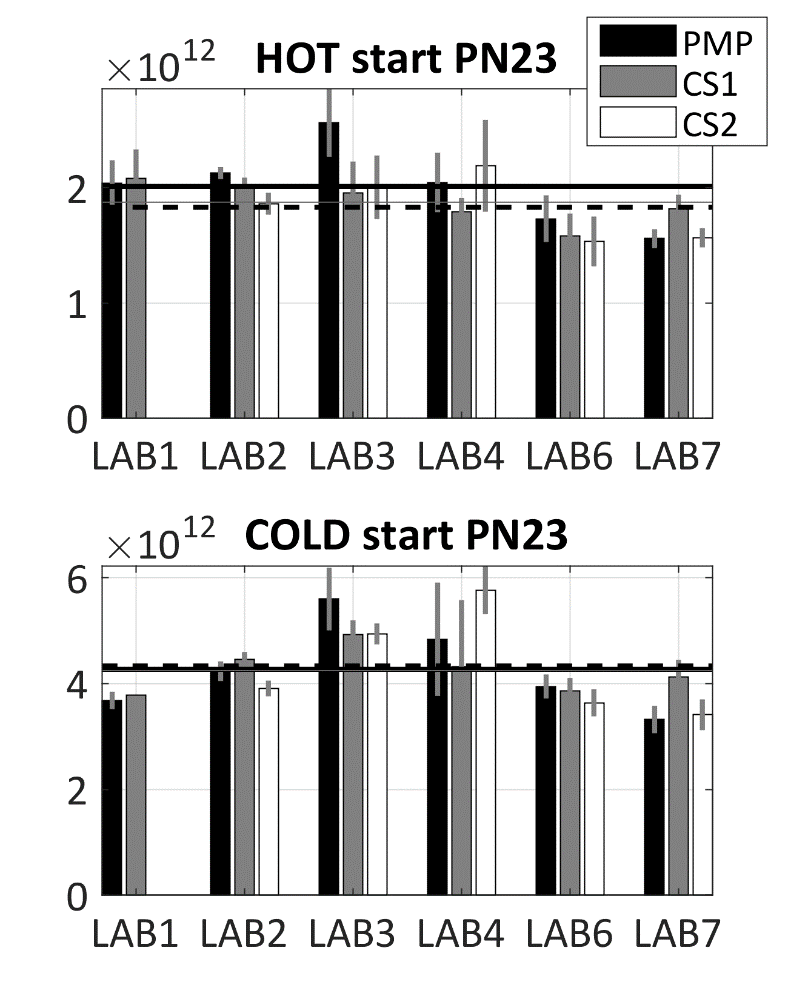 ×10¹² HOT start PN23
PMP
CS1
CS2
2
1
0
LAB1 LAB2 LAB3 LAB4 LAB6 LAB7
×10¹² COLD start PN23
6
4
2
0
LAB1 LAB2 LAB3 LAB4 LAB6 LAB7